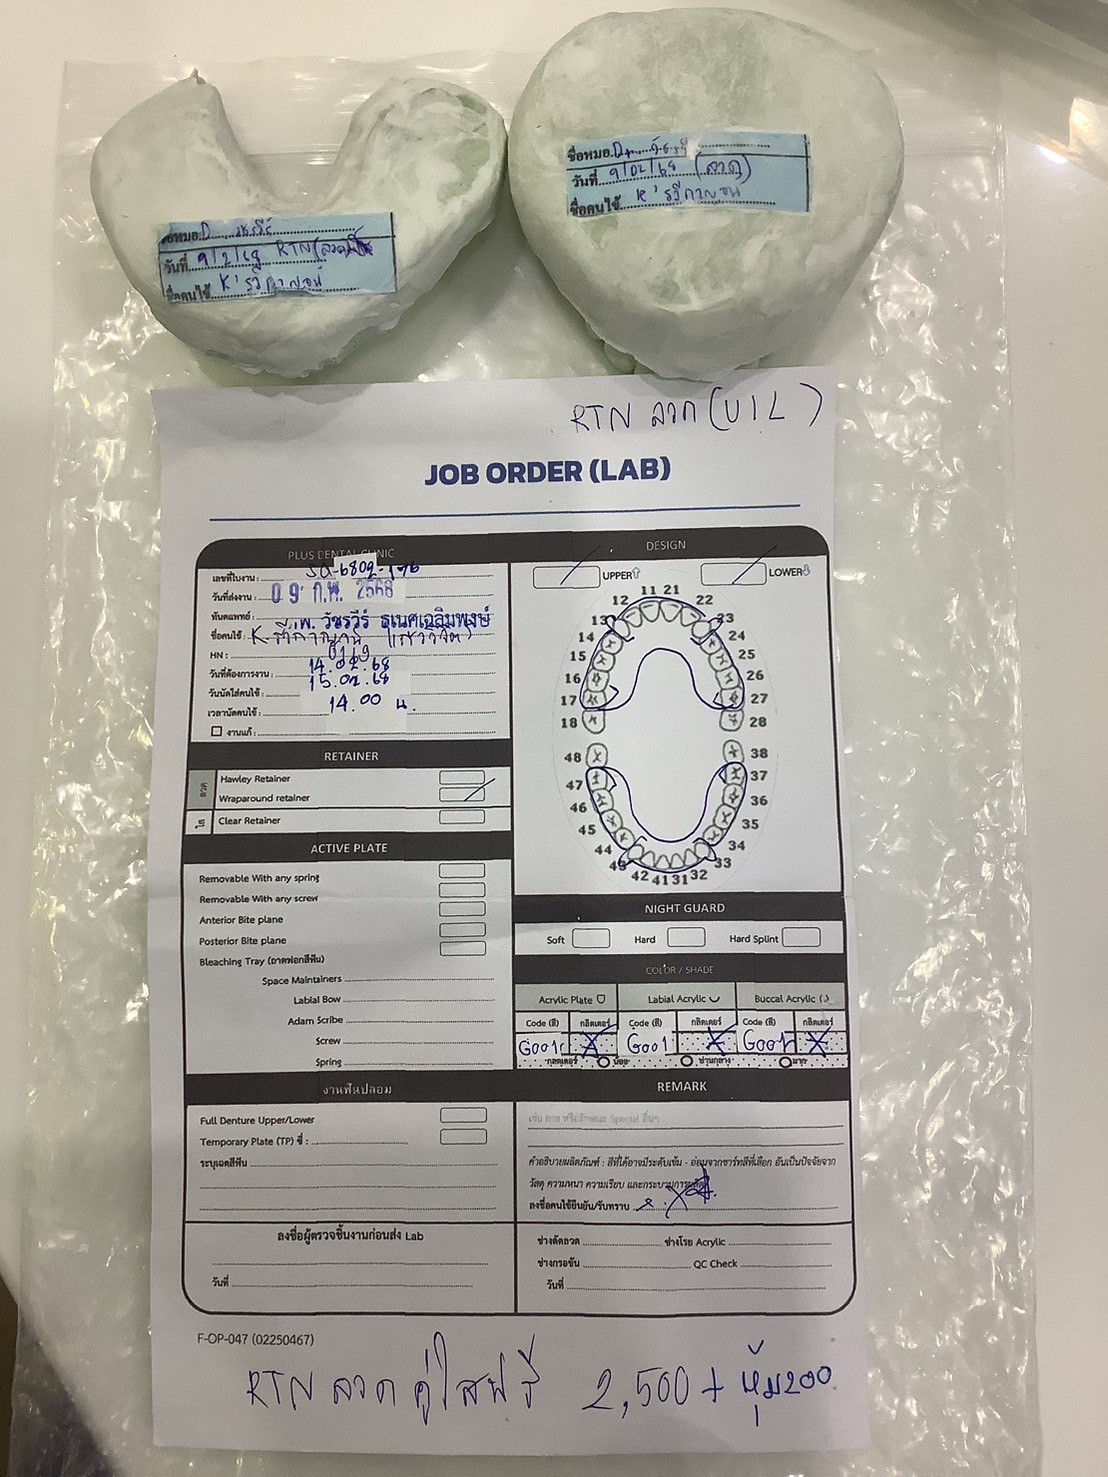 ชื่อหมอ.D
วันที่ 9/2/68 RTN (ลวด
ชื่อคนไข้ K'รวีกาญจน์
ชื่อหมอ.Dr
วันที่ 9/02/68 (ลวด)
ชื่อคนไข้ K'รวีกาญจน
RTN ลวด (U/L)
JOB ORDER (LAB)
PLUS DENTAL CLINIC
เลขที่ใบงาน : SQ-6802-
วันที่ส่งงาน : 09 ก.พ. 2568
ทันตแพทย์ : ทพ. วัชรวีร์ ธเนศเฉลิมพงษ์
ชื่อคนไข้ : K-รวีกาญจน์
HN : 0119
วันที่ต้องการงาน : 14.02.68
วันนัดใส่คนไข้ : 15.02.68
เวลานัดคนไข้ : 14.00 น.
งานแก้ :
DESIGN
UPPER
LOWER
11 21
12 22
13 23
14 24
15 25
16 26
17 27
18 28
48 38
47 37
46 36
45 35
44 34
43 33
42 41 31 32
RETAINER
ลวด
Hawley Retainer
Wraparound retainer
ใส
Clear Retainer
ACTIVE PLATE
Removable With any spring
Removable With any screw
Anterior Bite plane
Posterior Bite plane
Bleaching Tray (ถาดฟอกสีฟัน)
Space Maintainers
Labial Bow
Adam Scribe
Screw
Spring
NIGHT GUARD
Soft Hard Hard Splint
COLOR / SHADE
Acrylic Plate Labial Acrylic Buccal Acrylic
Code (สี) กลิตเตอร์ Code (สี) กลิตเตอร์ Code (สี) กลิตเตอร์
G001 X G001 X G001 X
กลิตเตอร์ น้อย ปานกลาง มาก
งานฟันปลอม
Full Denture Upper/Lower
Temporary Plate (TP) ซี่ :
ระบุเฉดสีฟัน
REMARK
เช่น ลาย หรือลักษณะ Special อื่นๆ
คำอธิบายผลิตภัณฑ์ : สีที่ได้อาจมีระดับเข้ม - อ่อนจากชาร์ทสีที่เลือก อันเป็นปัจจัยจาก
วัสดุ ความหนา ความเรียบ และกระบวนการผลิต
ลงชื่อคนไข้ยืนยัน/รับทราบ
ลงชื่อผู้ตรวจชิ้นงานก่อนส่ง Lab
วันที่
ช่างดัดลวด ช่างโรย Acrylic
ช่างกรอขัน QC Check
วันที่
F-OP-047 (02250467)
RTN ลวด คู่ใสฟรี 2,500 + หุ้ม200